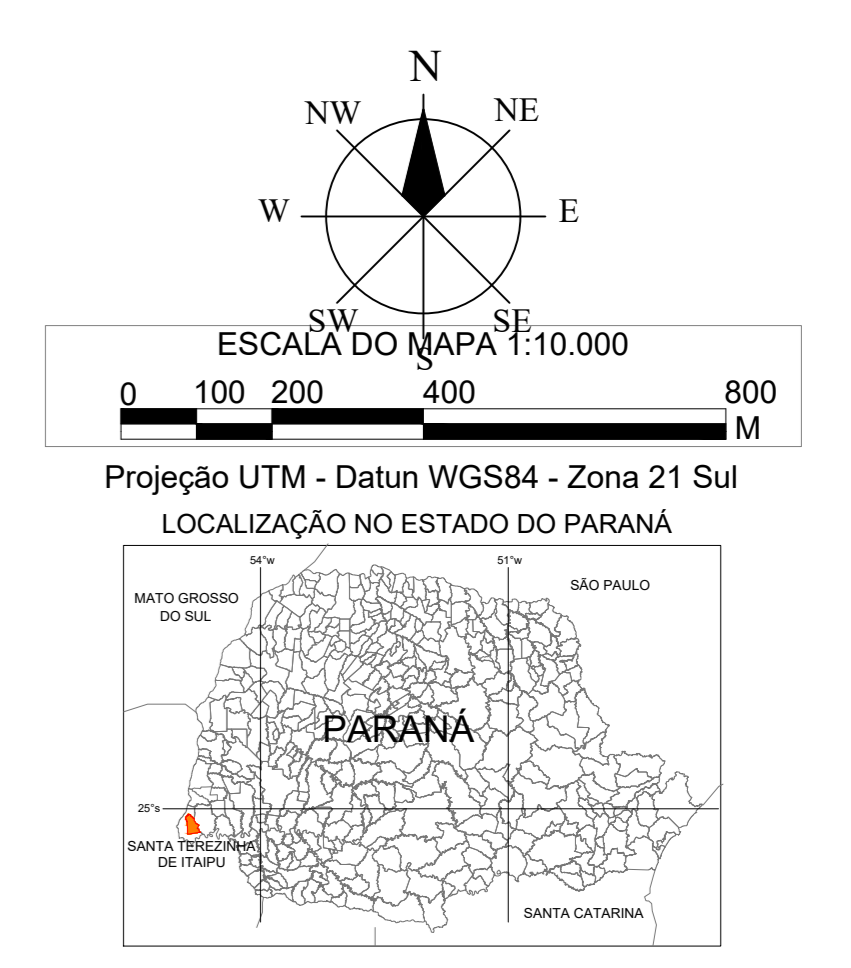 N
NW NE
W E
SW SE
S
ESCALA DO MAPA 1:10.000
0 100 200 400 800
M
Projeção UTM - Datun WGS84 - Zona 21 Sul
LOCALIZAÇÃO NO ESTADO DO PARANÁ
54°w 51°w
MATO GROSSO
DO SUL
SÃO PAULO
PARANÁ
25°s
SANTA TEREZINHA
DE ITAIPU
SANTA CATARINA